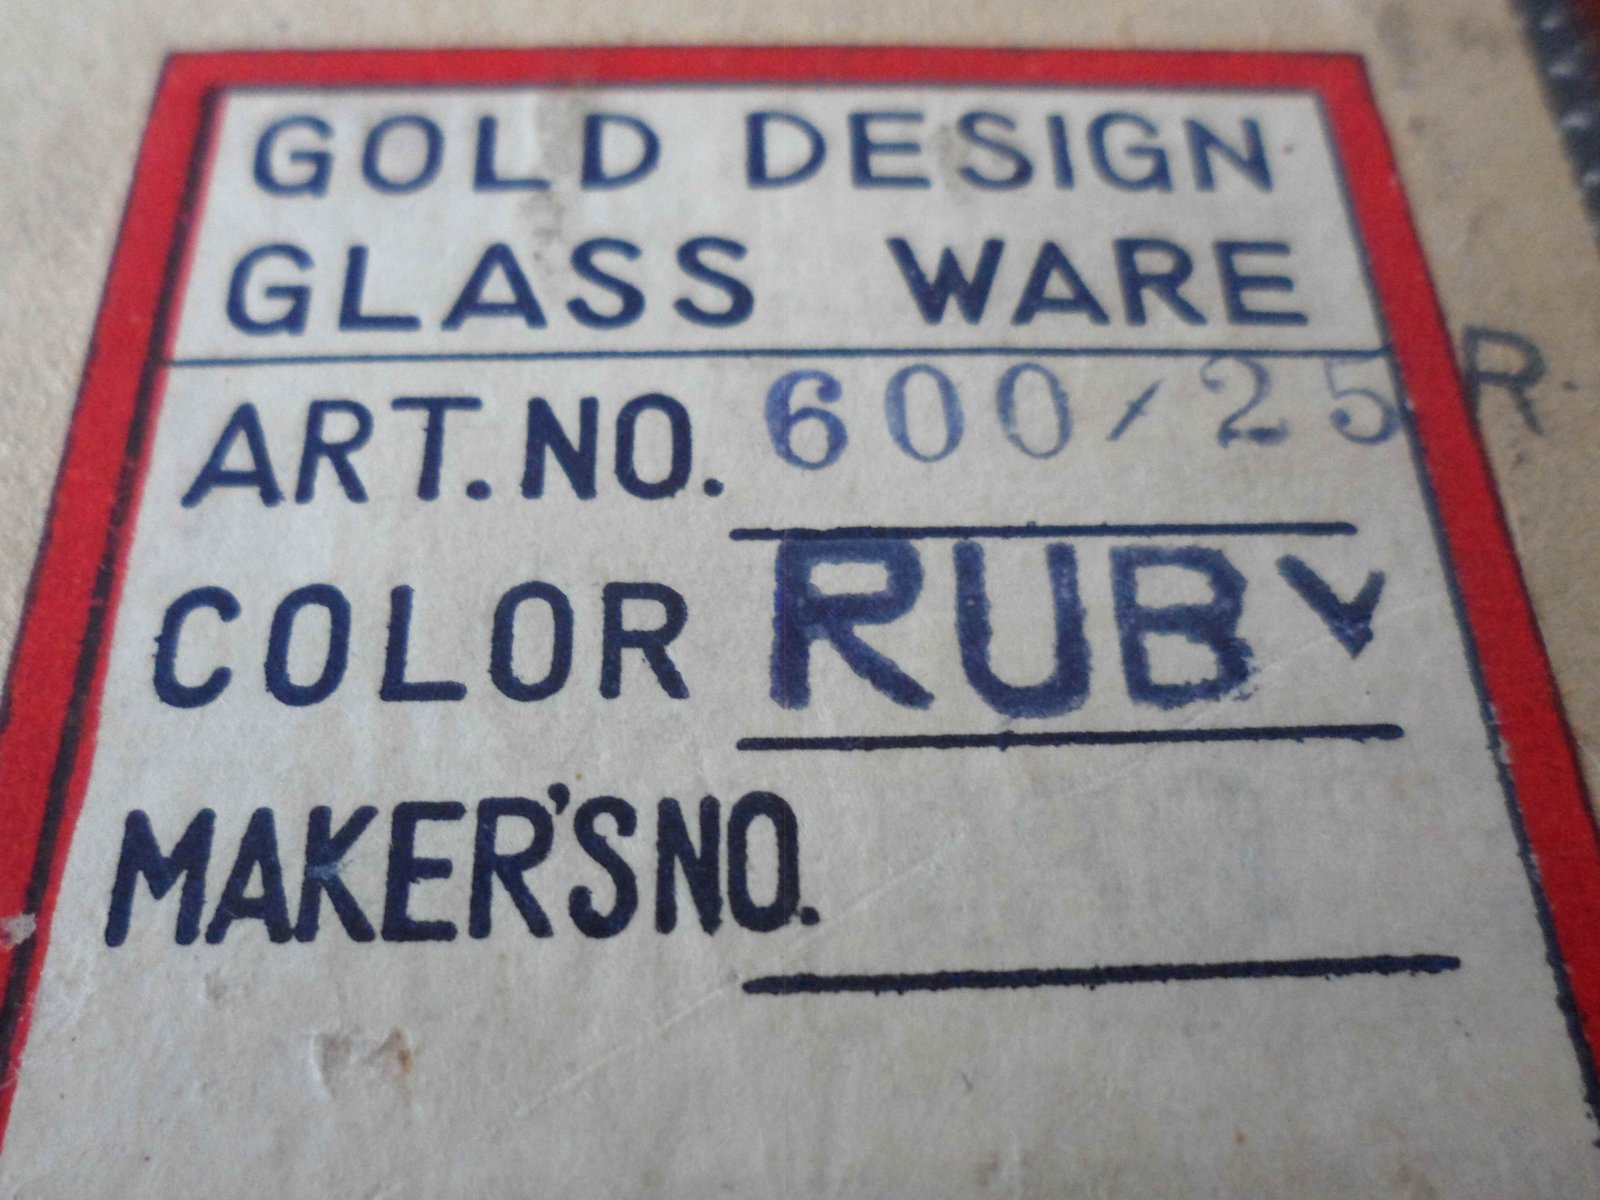 GOLD DESIGN
GLASS WARE
ART.NO. 600/25 R
COLOR RUBY
MAKER'S NO.